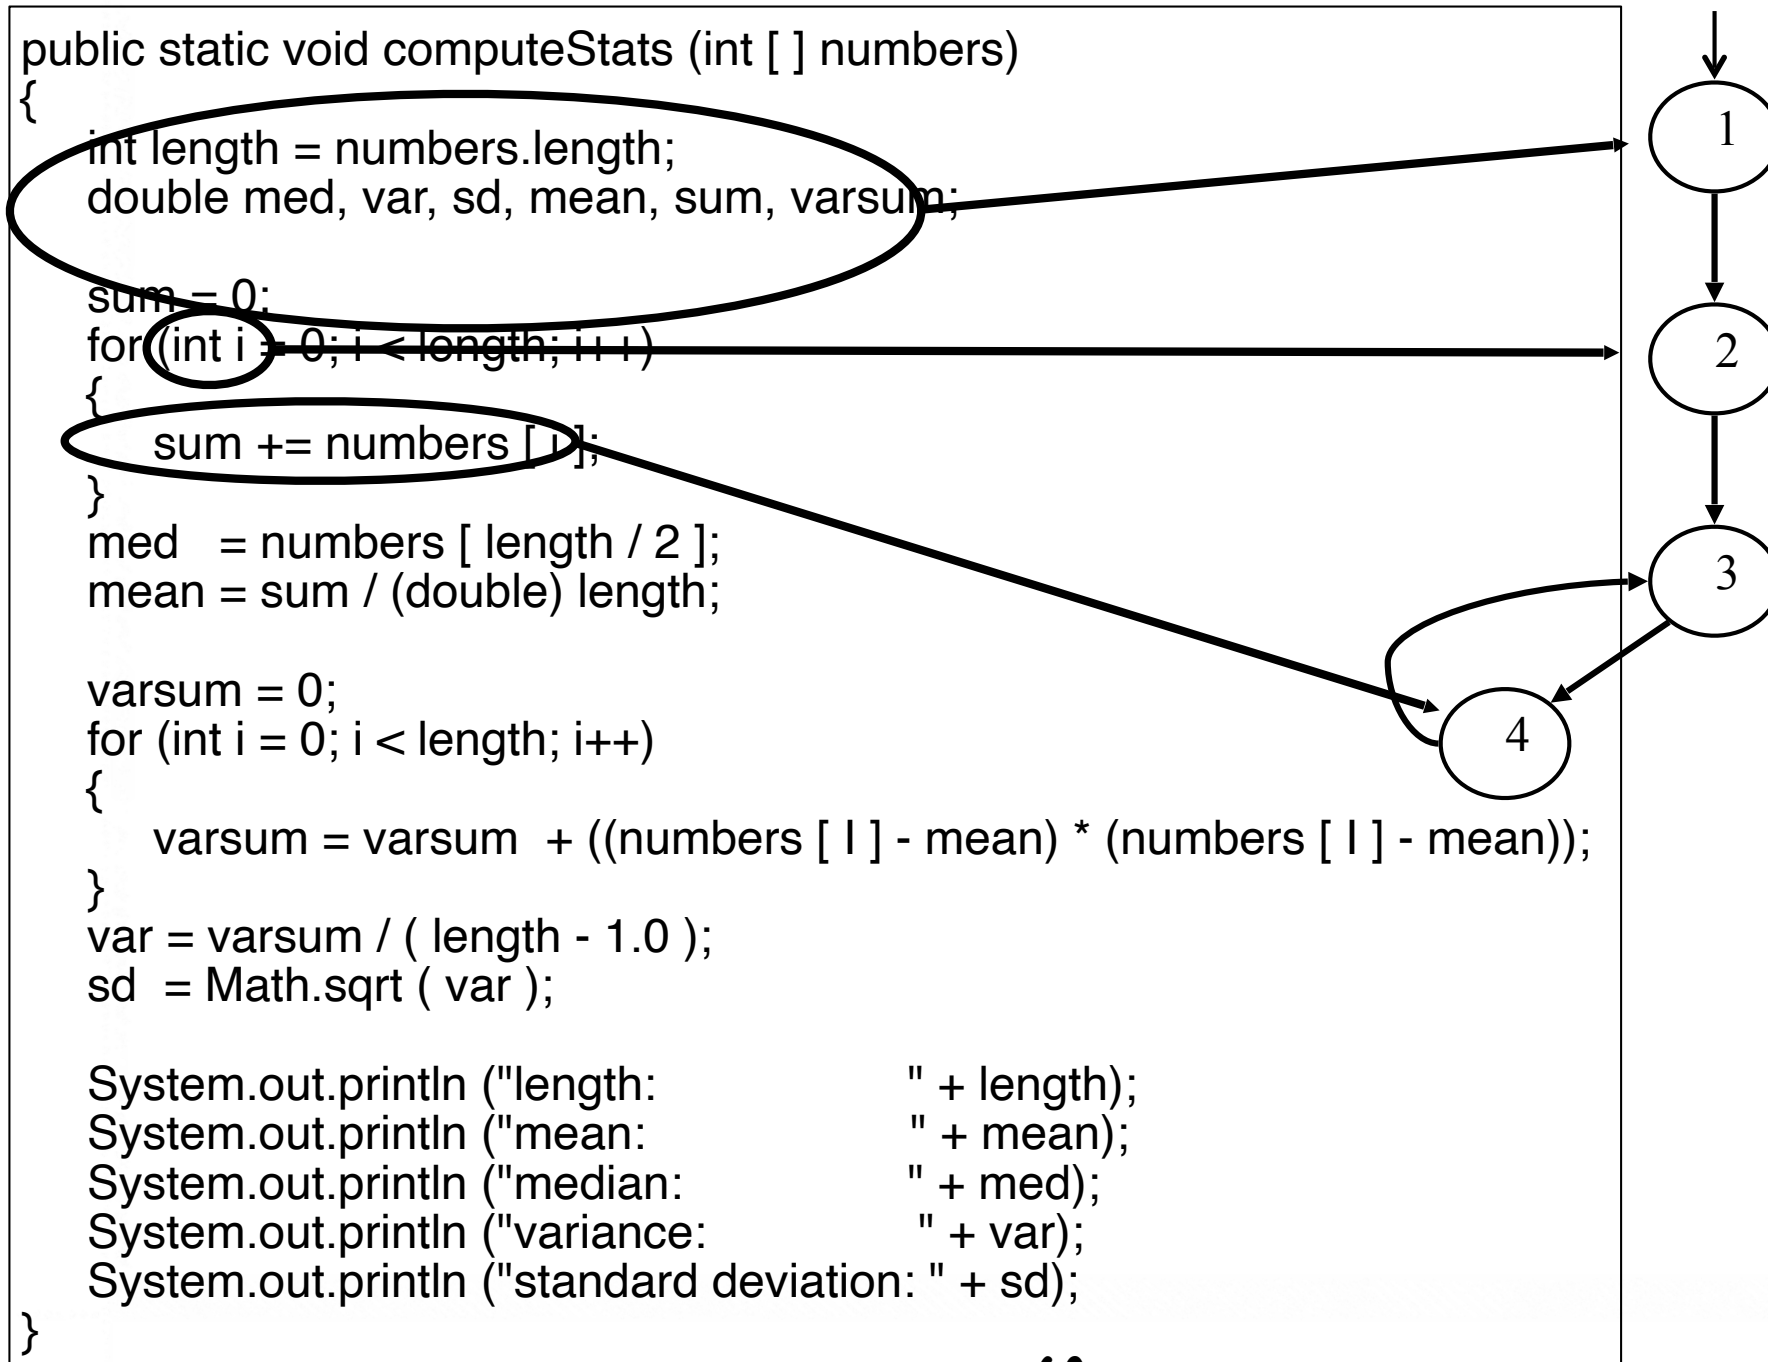 public static void computeStats (int [ ] numbers)
{
int length = numbers.length;
double med, var, sd, mean, sum, varsum;
sum = 0;
for (int i = 0; i < length; i++)
{
sum += numbers [ i ];
}
med = numbers [ length / 2 ];
mean = sum / (double) length;
varsum = 0;
for (int i = 0; i < length; i++)
{
varsum = varsum + ((numbers [ I ] - mean) * (numbers [ I ] - mean));
}
var = varsum / ( length - 1.0 );
sd = Math.sqrt ( var );
System.out.println ("length: " + length);
System.out.println ("mean: " + mean);
System.out.println ("median: " + med);
System.out.println ("variance: " + var);
System.out.println ("standard deviation: " + sd);
}
1
2
3
4